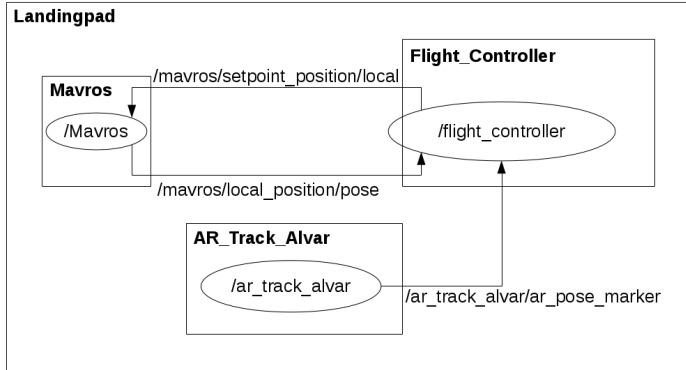 Landingpad
Flight_Controller
/mavros/setpoint_position/local
Mavros
/Mavros
/flight_controller
/mavros/local_position/pose
AR_Track_Alvar
/ar_track_alvar
/ar_track_alvar/ar_pose_marker